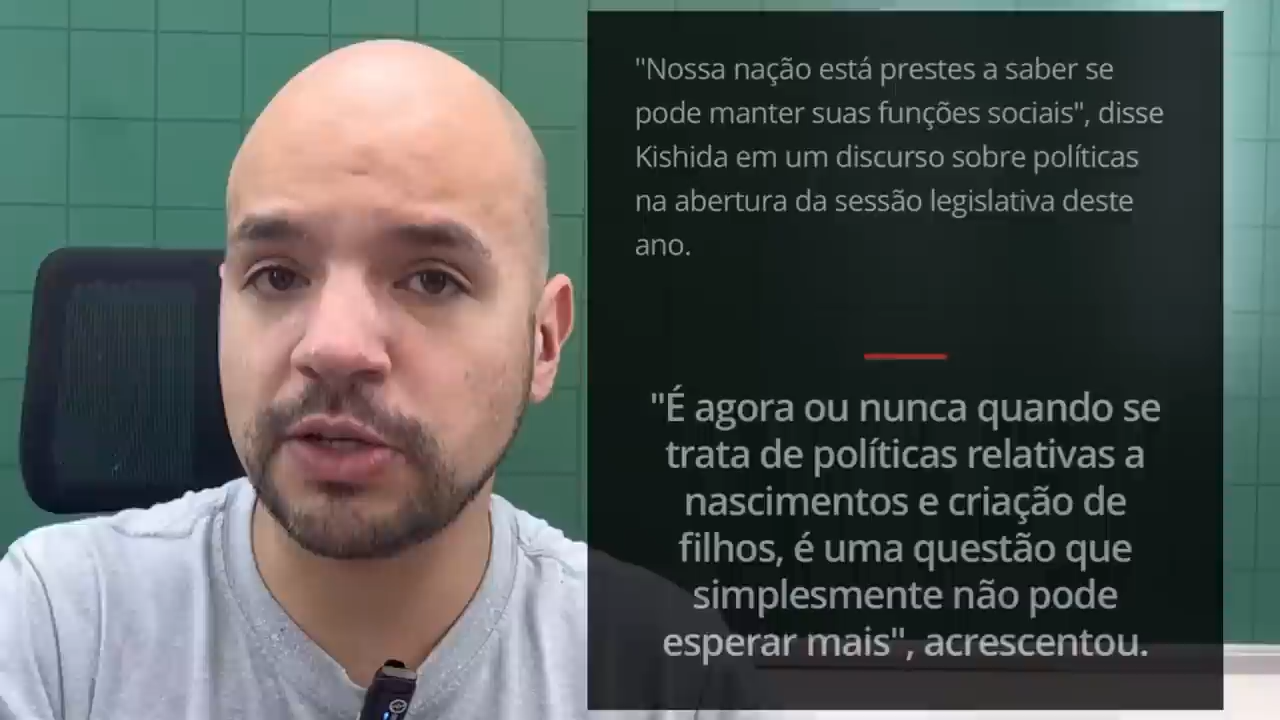 "Nossa nação está prestes a saber se
pode manter suas funções sociais", disse
Kishida em um discurso sobre políticas
na abertura da sessão legislativa deste
ano.
"É agora ou nunca quando se
trata de políticas relativas a
nascimentos e criação de
filhos, é uma questão que
simplesmente não pode
esperar mais", acrescentou.